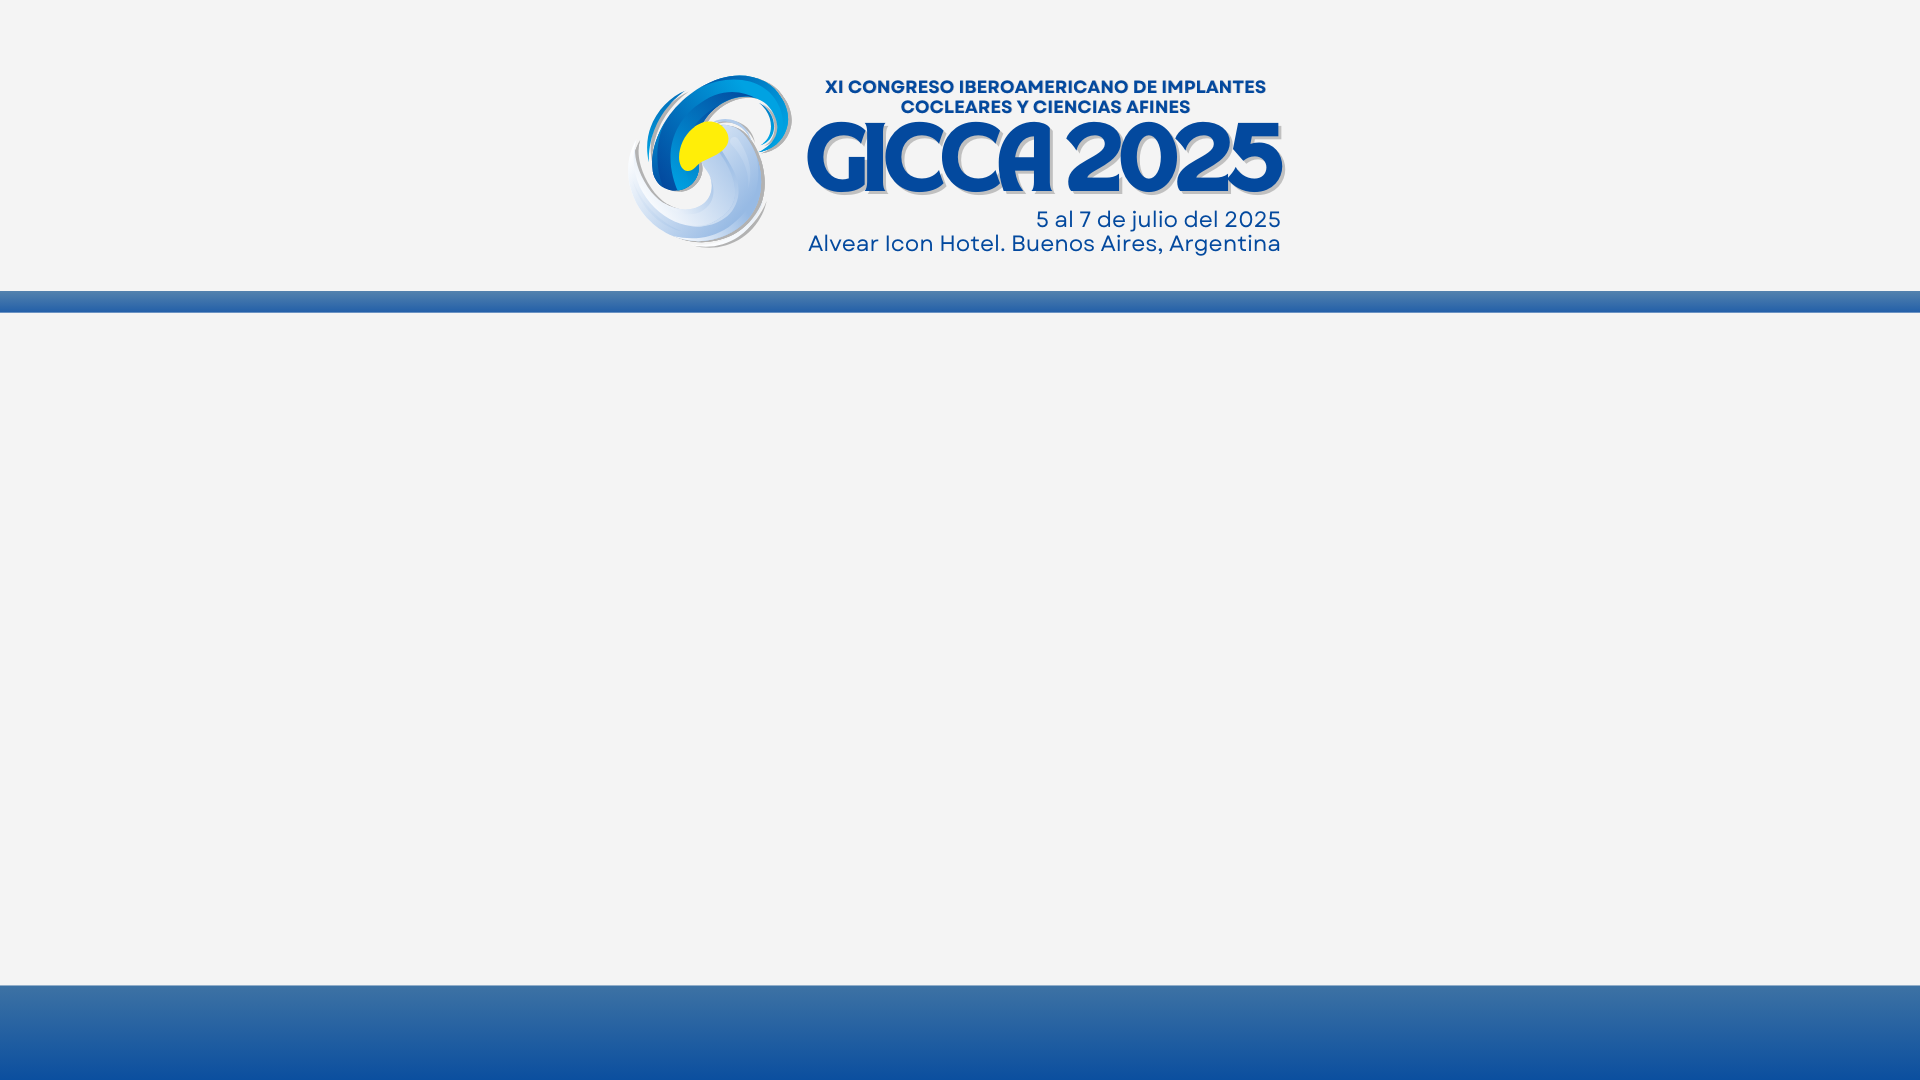 XI CONGRESO IBEROAMERICANO DE IMPLANTES
COCLEARES Y CIENCIAS AFINES
GICCA 2025
5 al 7 de julio del 2025
Alvear Icon Hotel. Buenos Aires, Argentina